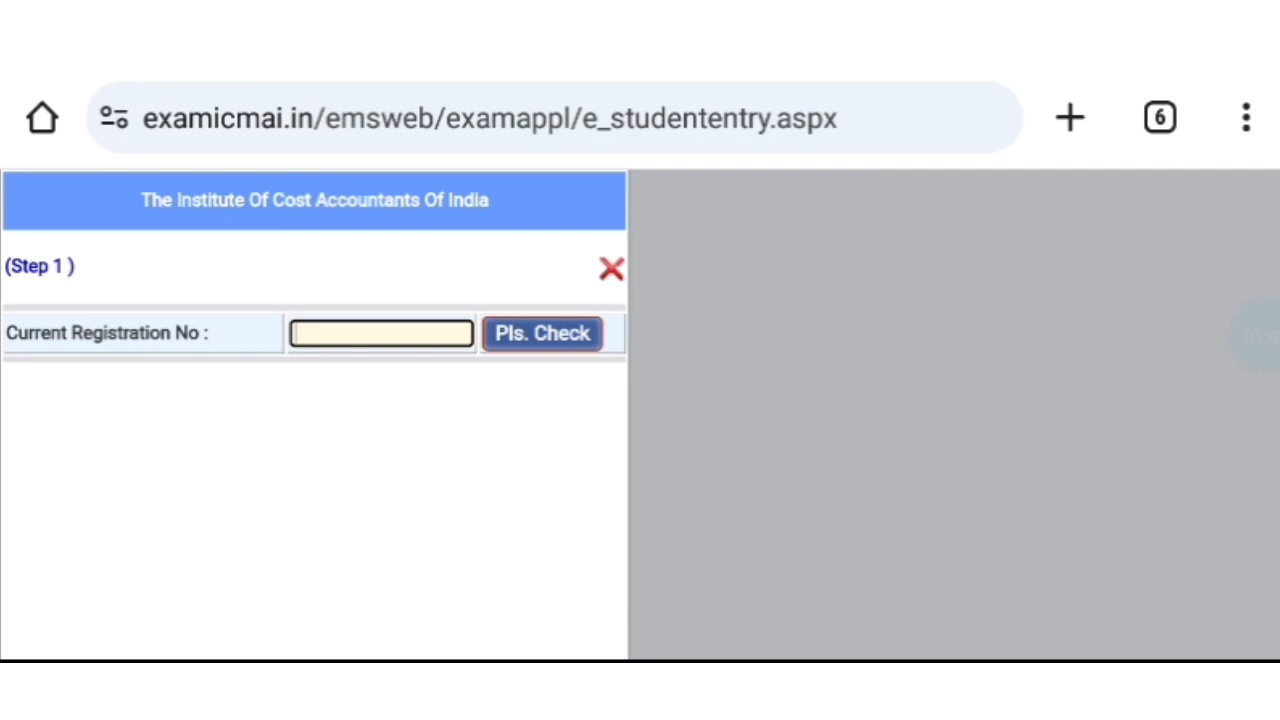 examicmai.in/emsweb/examappl/e_studententry.aspx
6
The Institute Of Cost Accountants Of India
(Step 1 )
Current Registration No :
Pls. Check